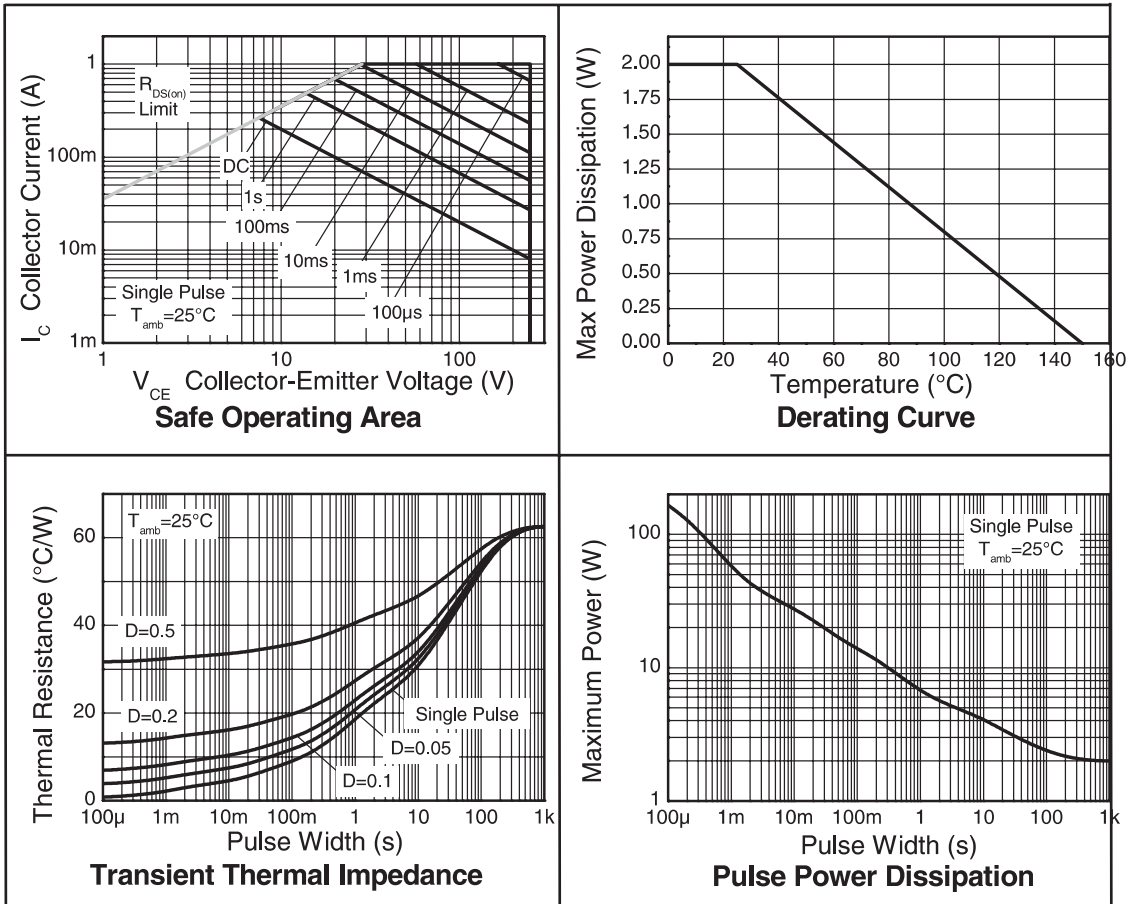 I_C Collector Current (A)
1
100m
10m
1m
R_DS(on)
Limit
DC
1s
100ms
10ms
1ms
100µs
Single Pulse
T_amb=25°C
1
10
100
V_CE Collector-Emitter Voltage (V)
Safe Operating Area
Max Power Dissipation (W)
2.00
1.75
1.50
1.25
1.00
0.75
0.50
0.25
0.00
0
20
40
60
80
100
120
140
160
Temperature (°C)
Derating Curve
Thermal Resistance (°C/W)
60
40
20
0
T_amb=25°C
D=0.5
D=0.2
Single Pulse
D=0.05
D=0.1
100µ
1m
10m
100m
1
10
100
1k
Pulse Width (s)
Transient Thermal Impedance
Maximum Power (W)
100
10
1
Single Pulse
T_amb=25°C
100µ
1m
10m
100m
1
10
100
1k
Pulse Width (s)
Pulse Power Dissipation